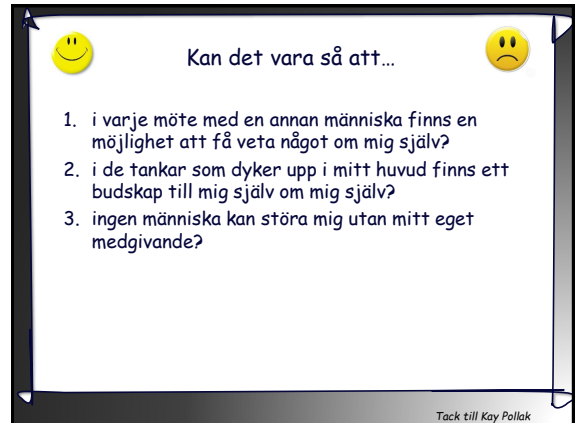 Kan det vara så att…
1. i varje möte med en annan människa finns en
möjlighet att få veta något om mig själv?
2. i de tankar som dyker upp i mitt huvud finns ett
budskap till mig själv om mig själv?
3. ingen människa kan störa mig utan mitt eget
medgivande?
Tack till Kay Pollak